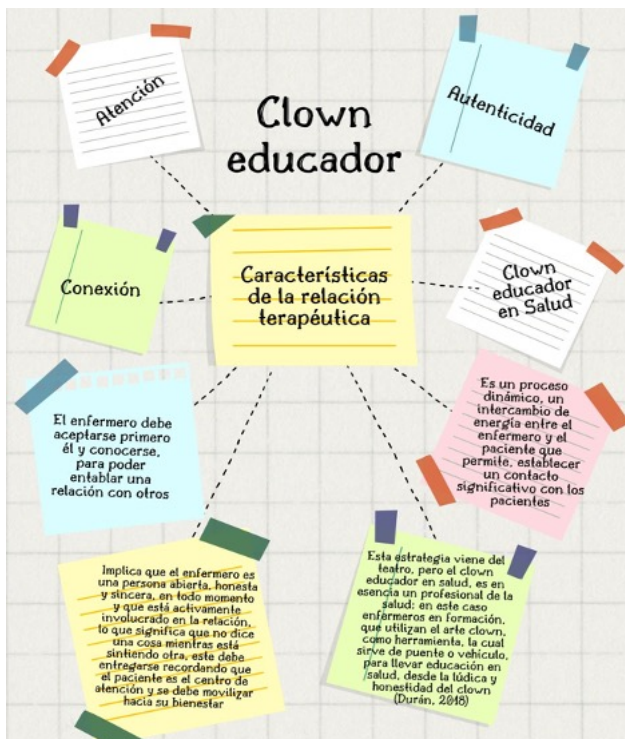 Clown
educador
Atención
Autenticidad
Conexión
Características
de la relación
terapéutica
Clown
educador
en Salud
El enfermero debe
aceptarse primero
él y conocerse,
para poder
entablar una
relación con otros
Es un proceso
dinámico, un
intercambio de
energía entre el
enfermero y el
paciente que
permite, establecer
un contacto
significativo con los
pacientes
Implica que el enfermero es
una persona abierta, honesta
y sincera, en todo momento
y que está activamente
involucrado en la relación,
lo que significa que no dice
una cosa mientras está
sintiendo otra, este debe
entregarse recordando que
el paciente es el centro de
atención y se debe movilizar
hacia su bienestar
Esta estrategia viene del
teatro, pero el clown
educador en salud, es en
esencia un profesional de la
salud; en este caso
enfermeros en formación,
que utilizan el arte clown,
como herramienta, la cual
sirve de puente o vehículo,
para llevar educación en
salud, desde la lúdica y
honestidad del clown
(Durán, 2018)